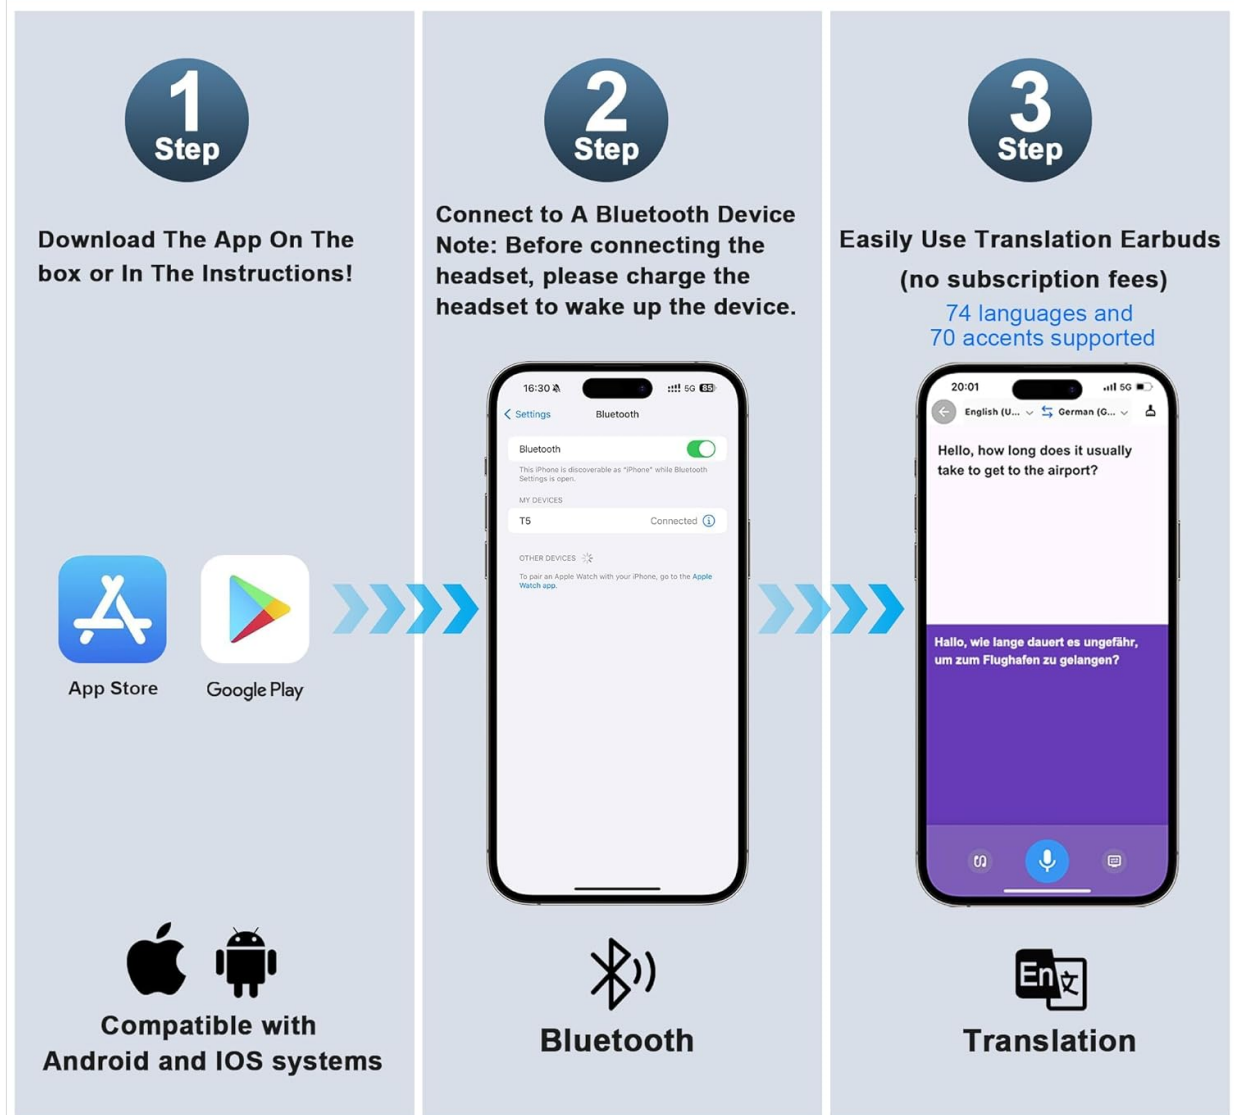 1
Step
Download The App On The
box or In The Instructions!
App Store
Google Play
Compatible with
Android and IOS systems
2
Step
Connect to A Bluetooth Device
Note: Before connecting the
headset, please charge the
headset to wake up the device.
16:30 5G 85
Settings Bluetooth
Bluetooth
This iPhone is discoverable as "iPhone" while Bluetooth
Settings is open.
MY DEVICES
T5 Connected
OTHER DEVICES
To pair an Apple Watch with your iPhone, go to the Apple
Watch app.
Bluetooth
3
Step
Easily Use Translation Earbuds
(no subscription fees)
74 languages and
70 accents supported
20:01 5G
English (U... German (G...
Hello, how long does it usually
take to get to the airport?
Hallo, wie lange dauert es ungefähr,
um zum Flughafen zu gelangen?
En 文
Translation